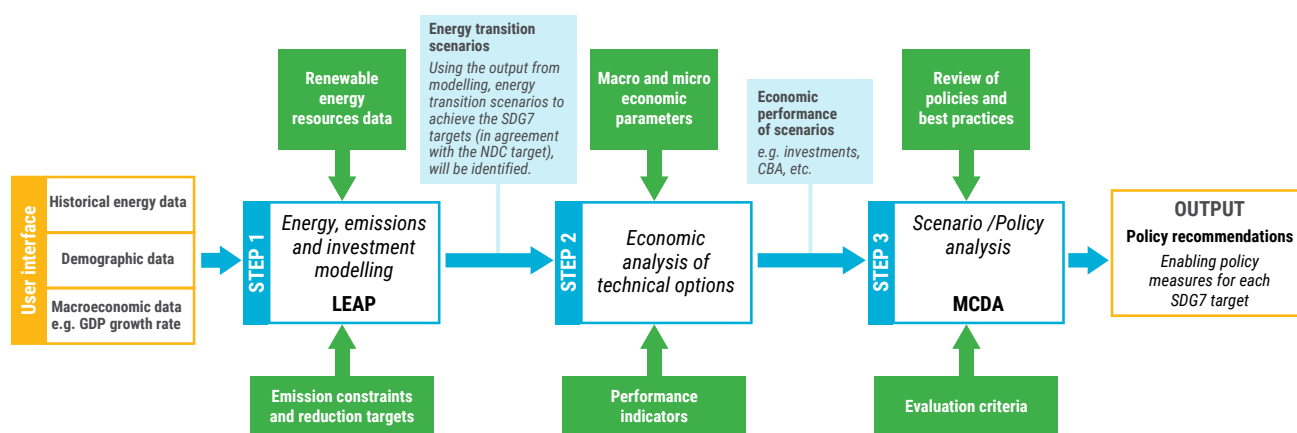 User interface
Historical energy data
Demographic data
Macroeconomic data
e.g. GDP growth rate
Renewable
energy
resources data
STEP 1
Energy, emissions
and investment
modelling
LEAP
Emission constraints
and reduction targets
Energy transition
scenarios
Using the output from
modelling, energy
transition scenarios to
achieve the SDG7
targets (in agreement
with the NDC target),
will be identified.
Macro and micro
economic
parameters
STEP 2
Economic
analysis of
technical options
Performance
indicators
Economic
performance
of scenarios
e.g. investments,
CBA, etc.
Review of
policies and
best practices
STEP 3
Scenario /Policy
analysis
MCDA
Evaluation criteria
OUTPUT
Policy recommendations
Enabling policy
measures for each
SDG7 target